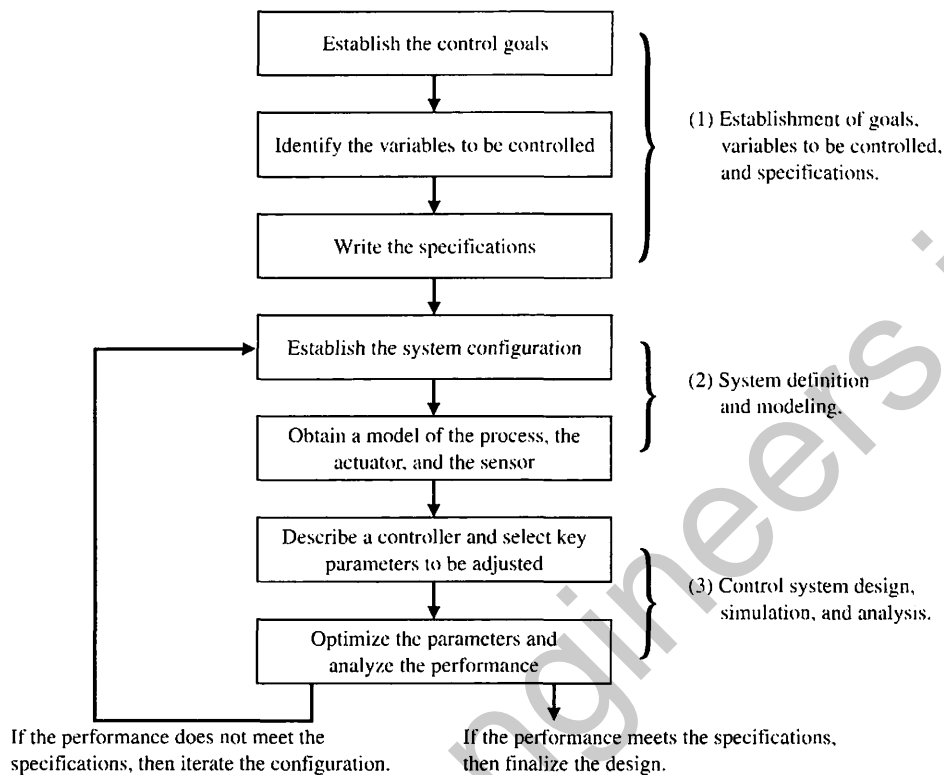 Establish the control goals
Identify the variables to be controlled
Write the specifications
(1) Establishment of goals,
variables to be controlled,
and specifications.
Establish the system configuration
Obtain a model of the process, the
actuator, and the sensor
(2) System definition
and modeling.
Describe a controller and select key
parameters to be adjusted
Optimize the parameters and
analyze the performance
(3) Control system design,
simulation, and analysis.
If the performance does not meet the
specifications, then iterate the configuration.
If the performance meets the specifications,
then finalize the design.
ngineers